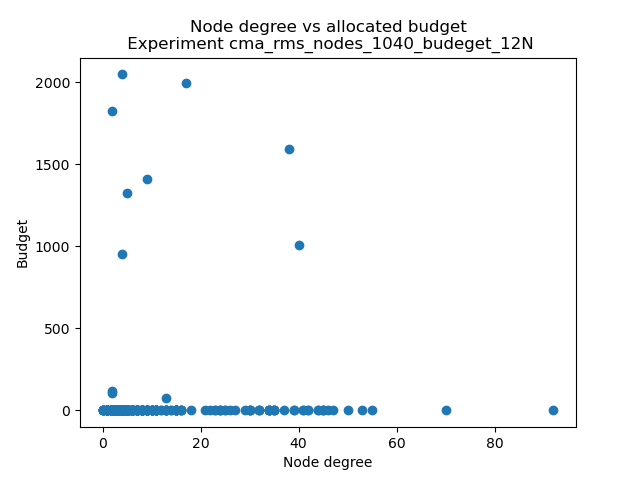 Node degree vs allocated budget
Experiment cma_rms_nodes_1040_budeget_12N
2000
1500
1000
500
0
Budget
0 20 40 60 80
Node degree